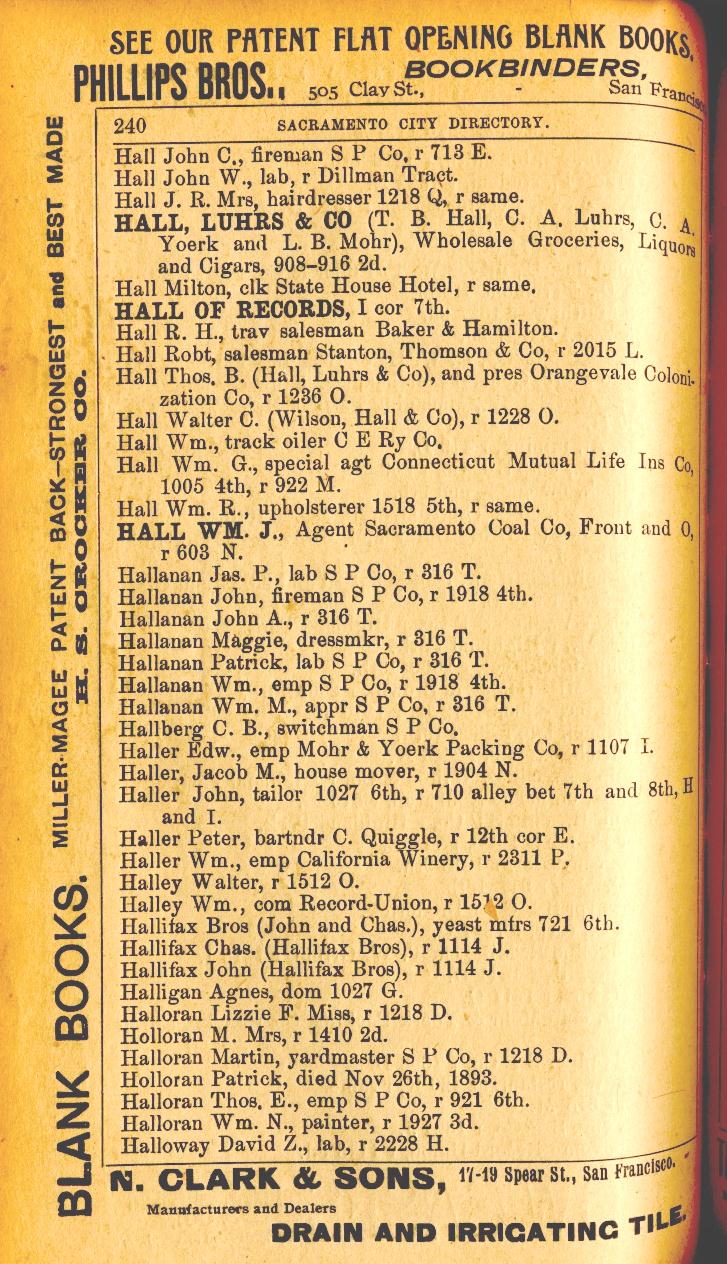 SEE OUR PATENT FLAT OPENING BLANK BOOKS.
PHILLIPS BROS., BOOKBINDERS,
505 Clay St., - San Francisco
240 SACRAMENTO CITY DIRECTORY.
Hall John C., fireman S P Co, r 713 E.
Hall John W., lab, r Dillman Tract.
Hall J. R. Mrs, hairdresser 1218 Q, r same.
HALL, LUHRS & CO (T. B. Hall, C. A. Luhrs, C. A.
Yoerk and L. B. Mohr), Wholesale Groceries, Liquors
and Cigars, 908–916 2d.
Hall Milton, clk State House Hotel, r same.
HALL OF RECORDS, I cor 7th.
Hall R. H., trav salesman Baker & Hamilton.
Hall Robt, salesman Stanton, Thomson & Co, r 2015 L.
Hall Thos. B. (Hall, Luhrs & Co), and pres Orangevale Coloni-
zation Co, r 1236 O.
Hall Walter C. (Wilson, Hall & Co), r 1228 O.
Hall Wm., track oiler C E Ry Co.
Hall Wm. G., special agt Connecticut Mutual Life Ins Co,
1005 4th, r 922 M.
Hall Wm. R., upholsterer 1518 5th, r same.
HALL WM. J., Agent Sacramento Coal Co, Front and O,
r 603 N.
Hallanan Jas. P., lab S P Co, r 316 T.
Hallanan John, fireman S P Co, r 1918 4th.
Hallanan John A., r 316 T.
Hallanan Maggie, dressmkr, r 316 T.
Hallanan Patrick, lab S P Co, r 316 T.
Hallanan Wm., emp S P Co, r 1918 4th.
Hallanan Wm. M., appr S P Co, r 316 T.
Hallberg C. B., switchman S P Co.
Haller Edw., emp Mohr & Yoerk Packing Co, r 1107 I.
Haller, Jacob M., house mover, r 1904 N.
Haller John, tailor 1027 6th, r 710 alley bet 7th and 8th, H
and I.
Haller Peter, bartndr C. Quiggle, r 12th cor E.
Haller Wm., emp California Winery, r 2311 P.
Halley Walter, r 1512 O.
Halley Wm., com Record-Union, r 1512 O.
Hallifax Bros (John and Chas.), yeast mfrs 721 6th.
Hallifax Chas. (Hallifax Bros), r 1114 J.
Hallifax John (Hallifax Bros), r 1114 J.
Halligan Agnes, dom 1027 G.
Halloran Lizzie F. Miss, r 1218 D.
Holloran M. Mrs, r 1410 2d.
Halloran Martin, yardmaster S P Co, r 1218 D.
Holloran Patrick, died Nov 26th, 1893.
Halloran Thos. E., emp S P Co, r 921 6th.
Halloran Wm. N., painter, r 1927 3d.
Halloway David Z., lab, r 2228 H.
N. CLARK & SONS, 17-19 Spear St., San Francisco.
Manufacturers and Dealers
DRAIN AND IRRIGATING TILE.
BLANK BOOKS. MILLER-MAGEE PATENT BACK—STRONGEST and BEST MADE
H. S. CROCKER CO.